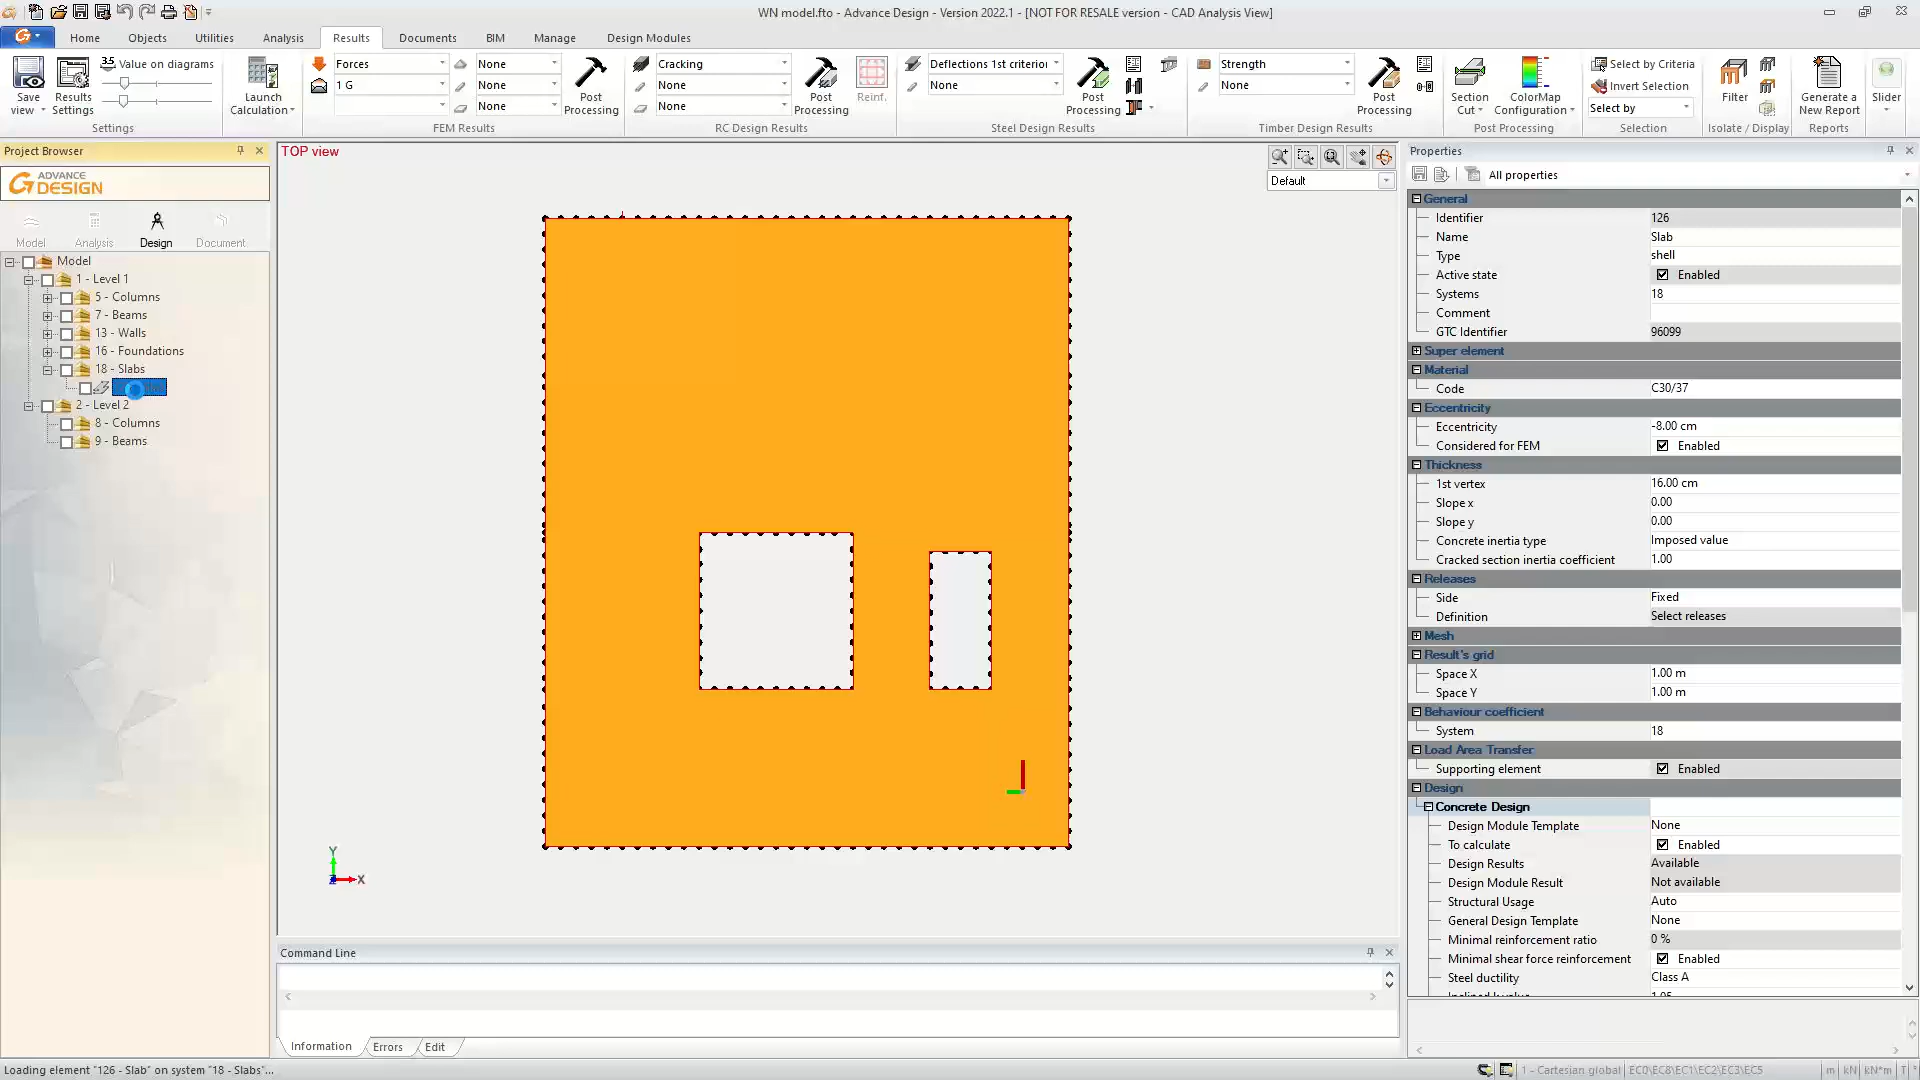 WN model.fto - Advance Design - Version 2022.1 - [NOT FOR RESALE version - CAD Analysis View]
Home Objects Utilities Analysis Results Documents BIM Manage Design Modules
35 Value on diagrams
Save view
Results Settings
Settings
Launch Calculation
Forces None
1 G None
None
Post Processing
FEM Results
Cracking
None
None
Post Processing
Reinf.
RC Design Results
Deflections 1st criterio
None
Post Processing
Steel Design Results
Strength
None
Post Processing
Timber Design Results
Section Cut
ColorMap Configuration
Post Processing
Select by Criteria
Invert Selection
Select by
Selection
Filter
Isolate / Display
Generate a New Report
Reports
Slider
Project Browser
ADVANCE
DESIGN
Model Analysis Design Document
Model
1 - Level 1
5 - Columns
7 - Beams
13 - Walls
16 - Foundations
18 - Slabs
2 - Level 2
8 - Columns
9 - Beams
TOP view
Default
Y
Z X
Command Line
Information Errors Edit
Properties
All properties
General
Identifier 126
Name Slab
Type shell
Active state Enabled
Systems 18
Comment
GTC Identifier 96099
Super element
Material
Code C30/37
Eccentricity
Eccentricity -8.00 cm
Considered for FEM Enabled
Thickness
1st vertex 16.00 cm
Slope x 0.00
Slope y 0.00
Concrete inertia type Imposed value
Cracked section inertia coefficient 1.00
Releases
Side Fixed
Definition Select releases
Mesh
Result's grid
Space X 1.00 m
Space Y 1.00 m
Behaviour coefficient
System 18
Load Area Transfer
Supporting element Enabled
Design
Concrete Design
Design Module Template None
To calculate Enabled
Design Results Available
Design Module Result Not available
Structural Usage Auto
General Design Template None
Minimal reinforcement ratio 0 %
Minimal shear force reinforcement Enabled
Steel ductility Class A
Loading element "126 - Slab" on system "18 - Slabs"...
1 - Cartesian global EC0\EC8\EC1\EC2\EC3\EC5 m kN kN*m T °